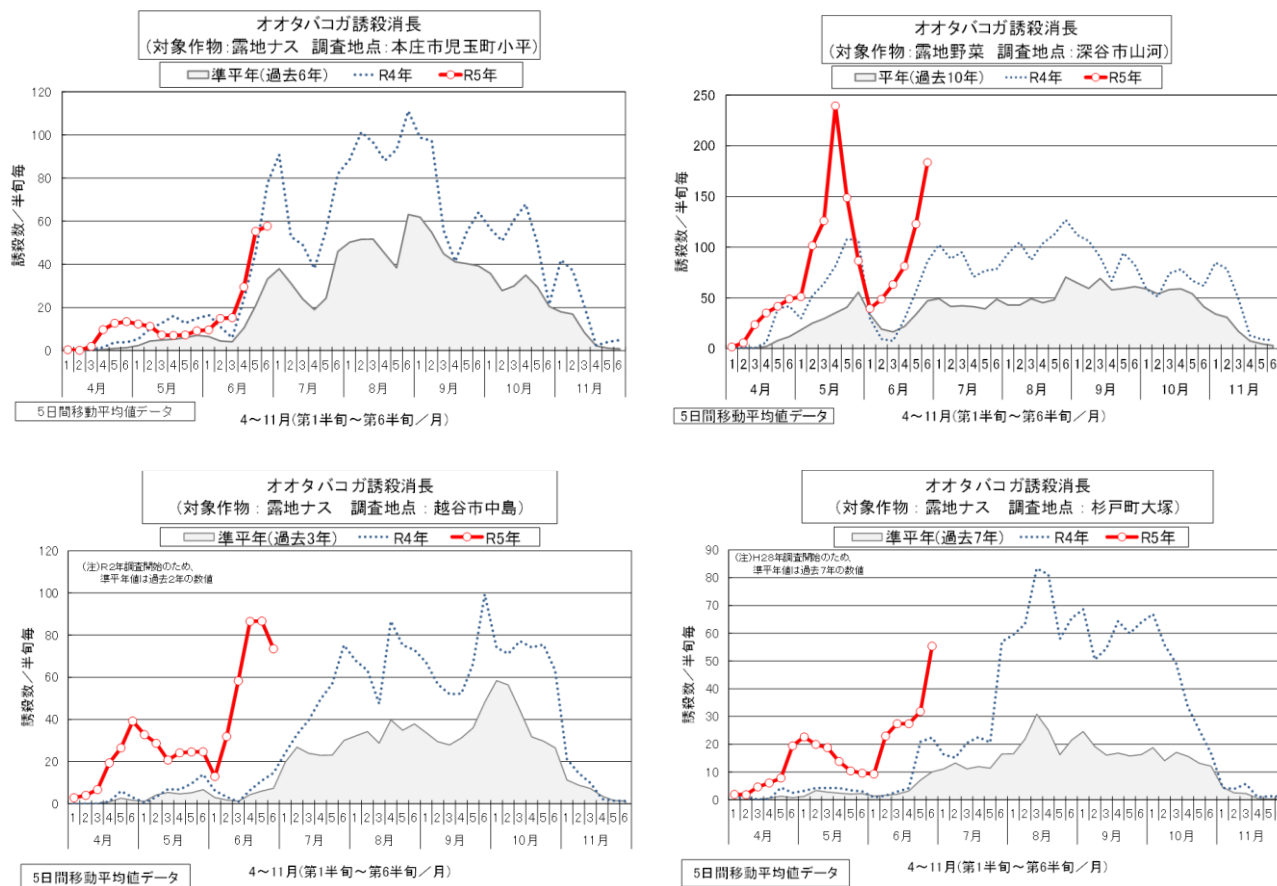 オオタバコガ誘殺消長
(対象作物:露地ナス 調査地点:本庄市児玉町小平)
準平年(過去6年) R4年 R5年
120
100
80
60
40
20
0
誘殺数/半旬毎
1 2 3 4 5 6 1 2 3 4 5 6 1 2 3 4 5 6 1 2 3 4 5 6 1 2 3 4 5 6 1 2 3 4 5 6 1 2 3 4 5 6 1 2 3 4 5 6
4月 5月 6月 7月 8月 9月 10月 11月
5日間移動平均値データ
4～11月(第1半旬～第6半旬/月)
オオタバコガ誘殺消長
(対象作物:露地野菜 調査地点:深谷市山河)
平年(過去10年) R4年 R5年
250
200
150
100
50
0
誘殺数/半旬毎
1 2 3 4 5 6 1 2 3 4 5 6 1 2 3 4 5 6 1 2 3 4 5 6 1 2 3 4 5 6 1 2 3 4 5 6 1 2 3 4 5 6 1 2 3 4 5 6
4月 5月 6月 7月 8月 9月 10月 11月
5日間移動平均値データ
4～11月(第1半旬～第6半旬/月)
オオタバコガ誘殺消長
(対象作物:露地ナス 調査地点:越谷市中島)
準平年(過去3年) R4年 R5年
(注)R2年調査開始のため、
準平年値は過去2年の数値
120
100
80
60
40
20
0
誘殺数/半旬毎
1 2 3 4 5 6 1 2 3 4 5 6 1 2 3 4 5 6 1 2 3 4 5 6 1 2 3 4 5 6 1 2 3 4 5 6 1 2 3 4 5 6 1 2 3 4 5 6
4月 5月 6月 7月 8月 9月 10月 11月
5日間移動平均値データ
4～11月(第1半旬～第6半旬/月)
オオタバコガ誘殺消長
(対象作物:露地ナス 調査地点:杉戸町大塚)
準平年(過去7年) R4年 R5年
(注)H28年調査開始のため、
準平年値は過去7年の数値
90
80
70
60
50
40
30
20
10
0
誘殺数/半旬毎
1 2 3 4 5 6 1 2 3 4 5 6 1 2 3 4 5 6 1 2 3 4 5 6 1 2 3 4 5 6 1 2 3 4 5 6 1 2 3 4 5 6 1 2 3 4 5 6
4月 5月 6月 7月 8月 9月 10月 11月
5日間移動平均値データ
4～11月(第1半旬～第6半旬/月)